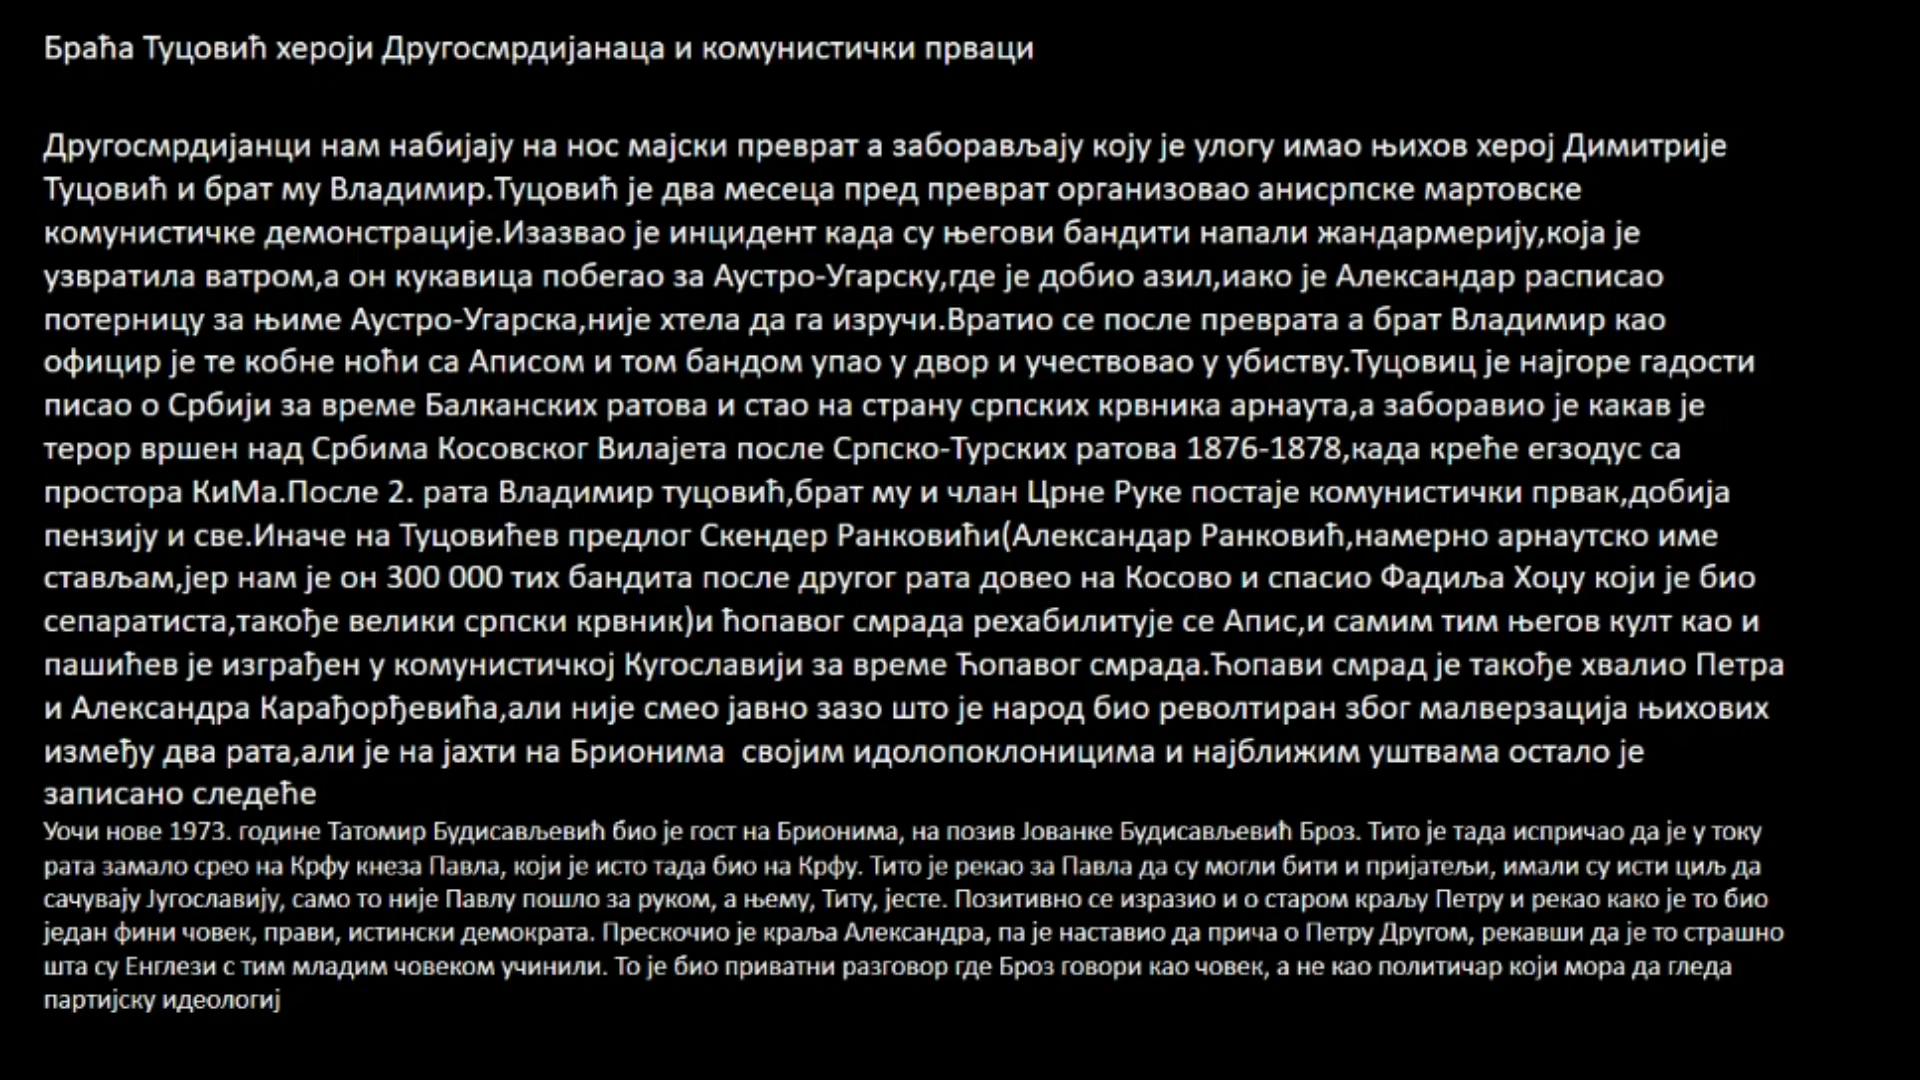 Браћа Туцовић хероји Другосмрдијанаца и комунистички прваци
Другосмрдијанци нам набијају на нос мајски преврат а заборављају коју је улогу имао њихов херој Димитрије
Туцовић и брат му Владимир.Туцовић је два месеца пред преврат организовао анисрпске мартовске
комунистичке демонстрације.Изазвао је инцидент када су његови бандити напали жандармерију,која је
узвратила ватром,а он кукавица побегао за Аустро-Угарску,где је добио азил,иако је Александар расписао
потерницу за њиме Аустро-Угарска,није хтела да га изручи.Вратио се после преврата а брат Владимир као
официр је те кобне ноћи са Аписом и том бандом упао у двор и учествовао у убиству.Туцовиц је најгоре гадости
писао о Србији за време Балканских ратова и стао на страну српских крвника арнаута,а заборавио је какав је
терор вршен над Србима Косовског Вилајета после Српско-Турских ратова 1876-1878,када креће егзодус са
простора КиМа.После 2. рата Владимир туцовић,брат му и члан Црне Руке постаје комунистички првак,добија
пензију и све.Иначе на Туцовићев предлог Скендер Ранковићи(Александар Ранковић,намерно арнаутско име
стављам,јер нам је он 300 000 тих бандита после другог рата довео на Косово и спасио Фадиља Хоџу који је био
сепаратиста,такође велики српски крвник)и ћопавог смрада рехабилитује се Апис,и самим тим његов култ као и
пашићев је изграђен у комунистичкој Кугославији за време Ћопавог смрада.Ћопави смрад је такође хвалио Петра
и Александра Карађорђевића,али није смео јавно зазо што је народ био револтиран због малверзација њихових
између два рата,али је на јахти на Брионима  својим идолопоклоницима и најближим уштвама остало је
записано следеће
Уочи нове 1973. године Татомир Будисављевић био је гост на Брионима, на позив Јованке Будисављевић Броз. Тито је тада испричао да је у току
рата замало срео на Крфу кнеза Павла, који је исто тада био на Крфу. Тито је рекао за Павла да су могли бити и пријатељи, имали су исти циљ да
сачувају Југославију, само то није Павлу пошло за руком, а њему, Титу, јесте. Позитивно се изразио и о старом краљу Петру и рекао како је то био
један фини човек, прави, истински демократа. Прескочио је краља Александра, па је наставио да прича о Петру Другом, рекавши да је то страшно
шта су Енглези с тим младим човеком учинили. То је био приватни разговор где Броз говори као човек, а не као политичар који мора да гледа
партијску идеологиј